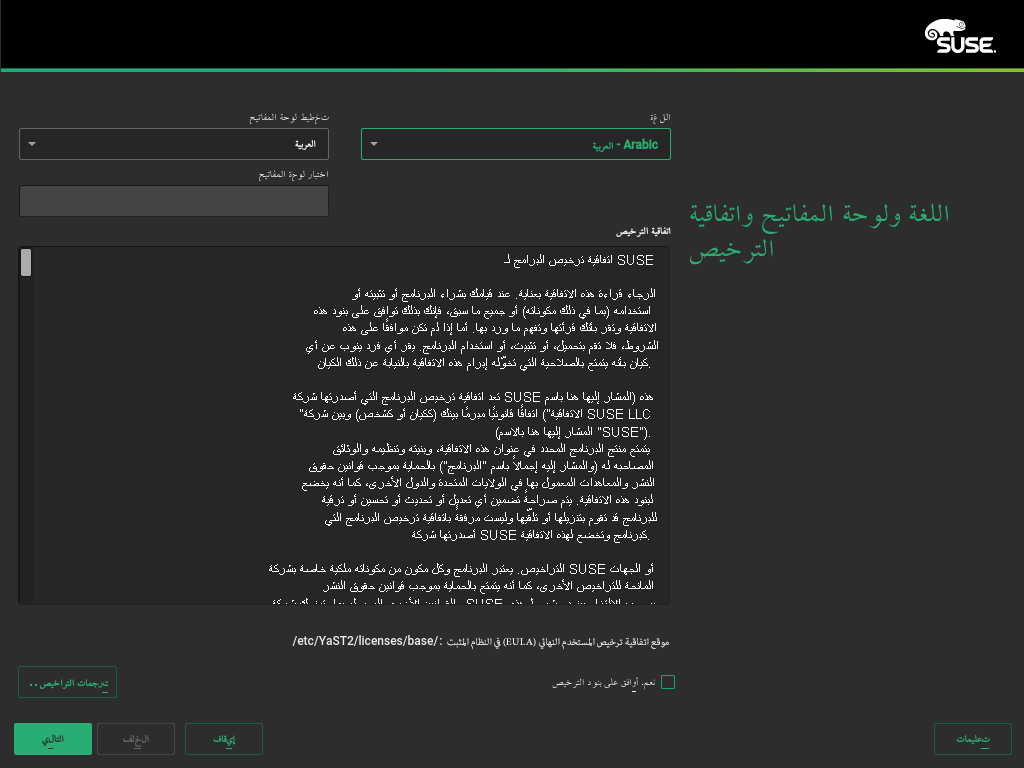 SUSE.
اللغة ولوحة المفاتيح واتفاقية
الترخيص
اللغة
Arabic - العربية
تخطيط لوحة المفاتيح
العربية
اختبار لوحة المفاتيح
اتفاقية الترخيص
SUSE اتفاقية ترخيص البرامج لـ
الرجاء قراءة هذه الاتفاقية بعناية. عند قيامك بشراء البرنامج أو تثبيته أو
استخدامه (بما في ذلك مكوناته) أو جميع ما سبق، فإنك بذلك توافق على بنود هذه
الاتفاقية وتقر بأنك قرأتها وتفهم ما ورد بها. أما إذا لم تكن موافقًا على هذه
الشروط، فلا تقم بتحميل، أو تثبيت، أو استخدام البرنامج. يقر أي فرد ينوب عن أي
كيان بأنه يتمتع بالصلاحية التي تخوّله إبرام هذه الاتفاقية بالنيابة عن ذلك الكيان.
هذه (المشار إليها هنا باسم SUSE تعد اتفاقية ترخيص البرنامج التي أصدرتها شركة
SUSE LLC الاتفاقية") اتفاقًا قانونيًا مبرمًا بينك (ككيان أو كشخص) وبين شركة"
(المشار إليها هنا بالاسم "SUSE").
يتمتع منتج البرنامج المحدد في عنوان هذه الاتفاقية، وبنيته وتنظيمه والوثائق
المصاحبة له (والمشار إليه إجمالاً باسم "البرنامج") بالحماية بموجب قوانين حقوق
النشر والمعاهدات المعمول بها في الولايات المتحدة والدول الأخرى، كما أنه يخضع
لبنود هذه الاتفاقية. يتم صراحةً تضمين أي تعديل أو تحديث أو تحسين أو ترقية
للبرنامج قد تقوم بتنزيلها أو تلقّيها وليست مرفقةً باتفاقية ترخيص البرنامج التي
كبرنامج وتخضع لهذه الاتفاقية SUSE أصدرتها شركة.
أو الجهات SUSE التراخيص. يعتبر البرنامج وكل مكون من مكوناته ملكية خاصة بشركة
المانحة للتراخيص الأخرى، كما أنه يتمتع بالحماية بموجب قوانين حقوق النشر
موقع اتفاقية ترخيص المستخدم النهائي (EULA) في النظام المثبت: /etc/YaST2/licenses/base/
نعم، أوافق على بنود الترخيص
ترجمات التراخيص..
تعليمات
إيقاف
الخلف
التالي